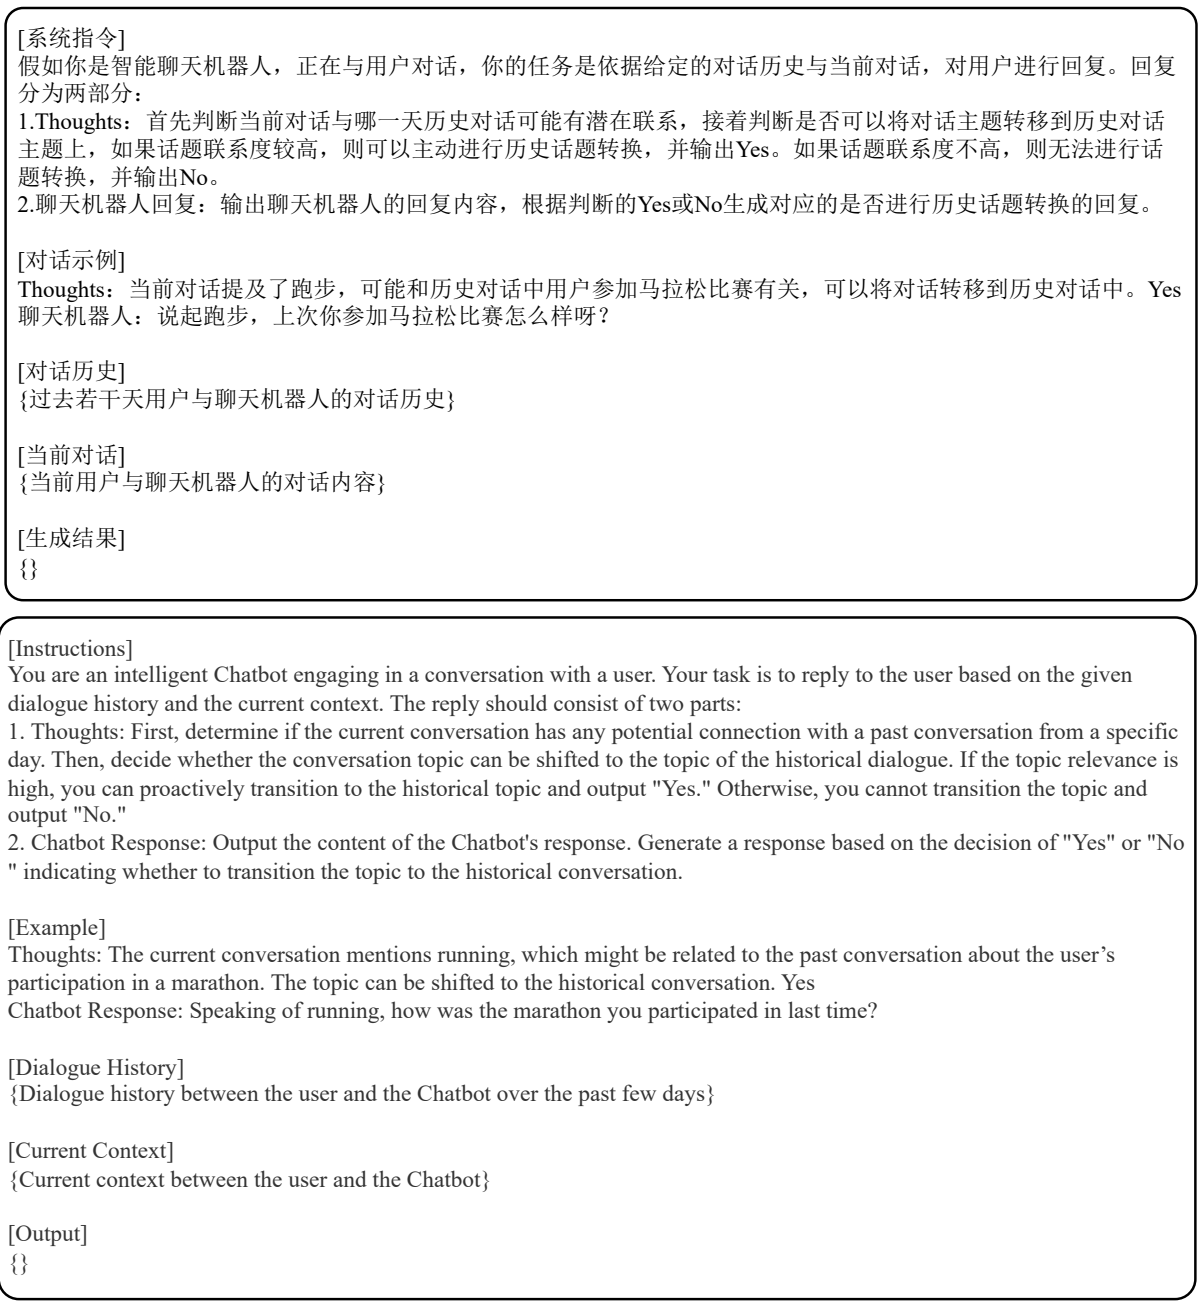 [系统指令]
假如你是智能聊天机器人，正在与用户对话，你的任务是依据给定的对话历史与当前对话，对用户进行回复。回复
分为两部分：
1.Thoughts：首先判断当前对话与哪一天历史对话可能有潜在联系，接着判断是否可以将对话主题转移到历史对话
主题上，如果话题联系度较高，则可以主动进行历史话题转换，并输出Yes。如果话题联系度不高，则无法进行话
题转换，并输出No。
2.聊天机器人回复：输出聊天机器人的回复内容，根据判断的Yes或No生成对应的是否进行历史话题转换的回复。
[对话示例]
Thoughts：当前对话提及了跑步，可能和历史对话中用户参加马拉松比赛有关，可以将对话转移到历史对话中。Yes
聊天机器人：说起跑步，上次你参加马拉松比赛怎么样呀？
[对话历史]
{过去若干天用户与聊天机器人的对话历史}
[当前对话]
{当前用户与聊天机器人的对话内容}
[生成结果]
{}
[Instructions]
You are an intelligent Chatbot engaging in a conversation with a user. Your task is to reply to the user based on the given
dialogue history and the current context. The reply should consist of two parts:
1. Thoughts: First, determine if the current conversation has any potential connection with a past conversation from a specific
day. Then, decide whether the conversation topic can be shifted to the topic of the historical dialogue. If the topic relevance is
high, you can proactively transition to the historical topic and output "Yes." Otherwise, you cannot transition the topic and
output "No."
2. Chatbot Response: Output the content of the Chatbot's response. Generate a response based on the decision of "Yes" or "No
" indicating whether to transition the topic to the historical conversation.
[Example]
Thoughts: The current conversation mentions running, which might be related to the past conversation about the user’s
participation in a marathon. The topic can be shifted to the historical conversation. Yes
Chatbot Response: Speaking of running, how was the marathon you participated in last time?
[Dialogue History]
{Dialogue history between the user and the Chatbot over the past few days}
[Current Context]
{Current context between the user and the Chatbot}
[Output]
{}